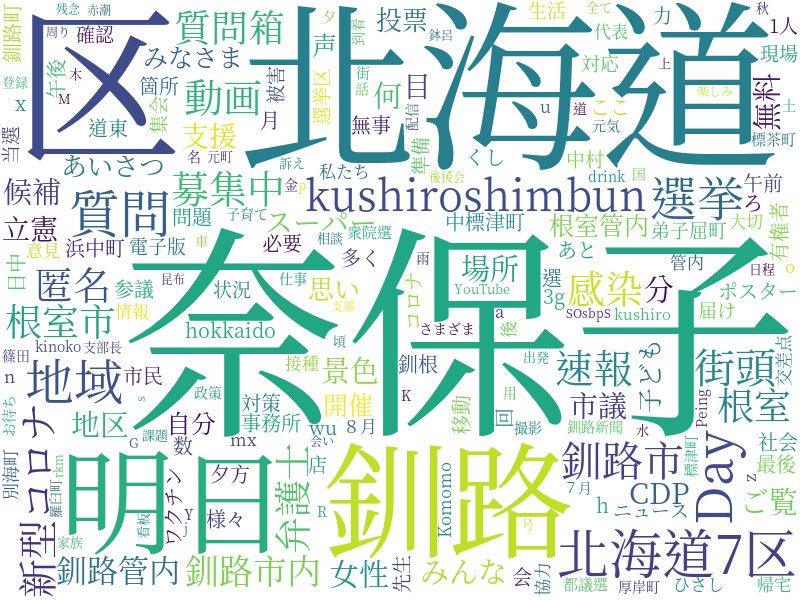 残念
赤潮
夕
区
北海道
釧路町
周り
確認
質問箱
声
投票
到着
鉢呂
生活
全て
代表
力
秋
1人
午後
みなさま
箇所
動画
街
話
何
目
選挙区
配信
対応
上
現場
登録
木
M
x
道東
集会
支援
被害
月
無事
u
ここ
道
楽しみ
無料
土
当選
あいさつ
名
元町
訴え
私たち
準備
くし
元気
中村
標茶町
候補
質問
募集中
金
p
後援会
drink
国
午前
ろ
立憲
問題
子育て
kushiroshimbun
選挙
浜中町
電子版
スーパー
相談
衆院選
中標津町
根室管内
弟子屈町
大切
有権者
意見
日中
匿名
車
必要
多く
あと
管内
日程
o
参議
昆布
仕事
雨
場所
選
感染
分
ポスター
根室市
情報
状況
思い
YouTube
コロナ
3g
SOsbpS
届け
hokkaido
支部
さまざま
a
後
kushiro
篠田
kinoko
支部長
奈保子
頃
釧根
出発
速報
街頭
交差点
n
地域
市民
接種
景色
子ども
お待ち
s
政策
対策
K
用
Peing
根室
コロナ
地区
自分
開催
移動
回
市議
G
課題
事務所
会い
撮影
釧路新聞
水
標津町
数
mx
wu
8月
別海町
rkm
明日
弁護士
店
釧路
7月
釧路市
Day
社会
最後
新型
羅臼町
ワクチン
Y
j
夕方
様々
R
Komomo
h
CDP
ニュース
z
ご覧
看板
号
釧路管内
家族
釧路市内
女性
先生
みんな
会
協力
都議選
北海道7区
厚岸町
ひさし
帰宅